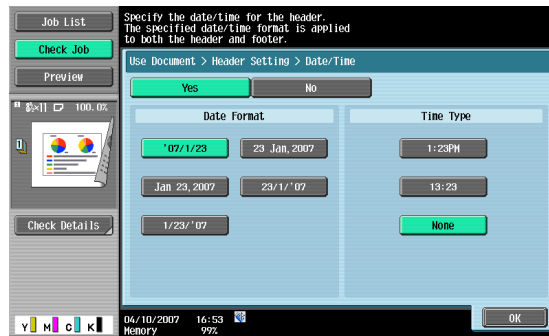 Job List
Check Job
Preview
8½×11 100.0%
Check Details
Y M C K
Specify the date/time for the header.
The specified date/time format is applied
to both the header and footer.
Use Document > Header Setting > Date/Time
Yes No
Date Format
'07/1/23 23 Jan,2007
Jan 23,2007 23/1/'07
1/23/'07
Time Type
1:23PM
13:23
None
04/10/2007 16:53
Memory 99%
OK